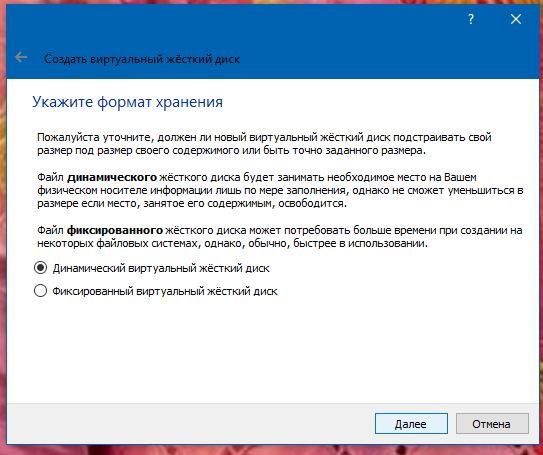 ?
Создать виртуальный жёсткий диск
Укажите формат хранения
Пожалуйста уточните, должен ли новый виртуальный жёсткий диск подстраивать свой
размер под размер своего содержимого или быть точно заданного размера.
Файл динамического жёсткого диска будет занимать необходимое место на Вашем
физическом носителе информации лишь по мере заполнения, однако не сможет уменьшиться в
размере если место, занятое его содержимым, освободится.
Файл фиксированного жёсткого диска может потребовать больше времени при создании на
некоторых файловых системах, однако, обычно, быстрее в использовании.
Динамический виртуальный жёсткий диск
Фиксированный виртуальный жёсткий диск
Далее
Отмена